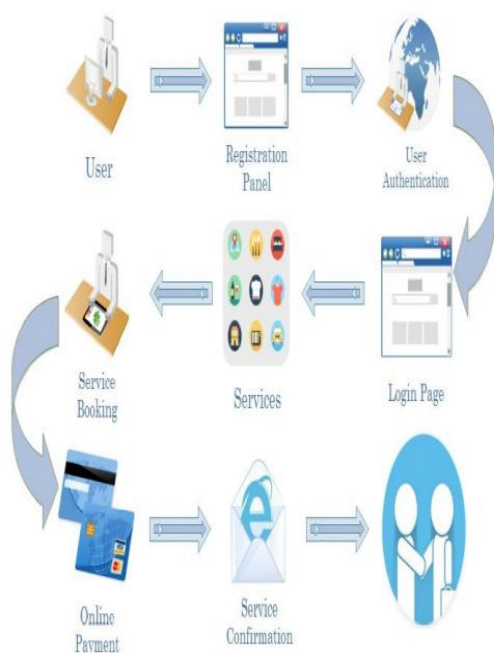 User
Registration
Panel
User
Authentication
Service
Booking
Services
Login Page
Online
Payment
Service
Confirmation